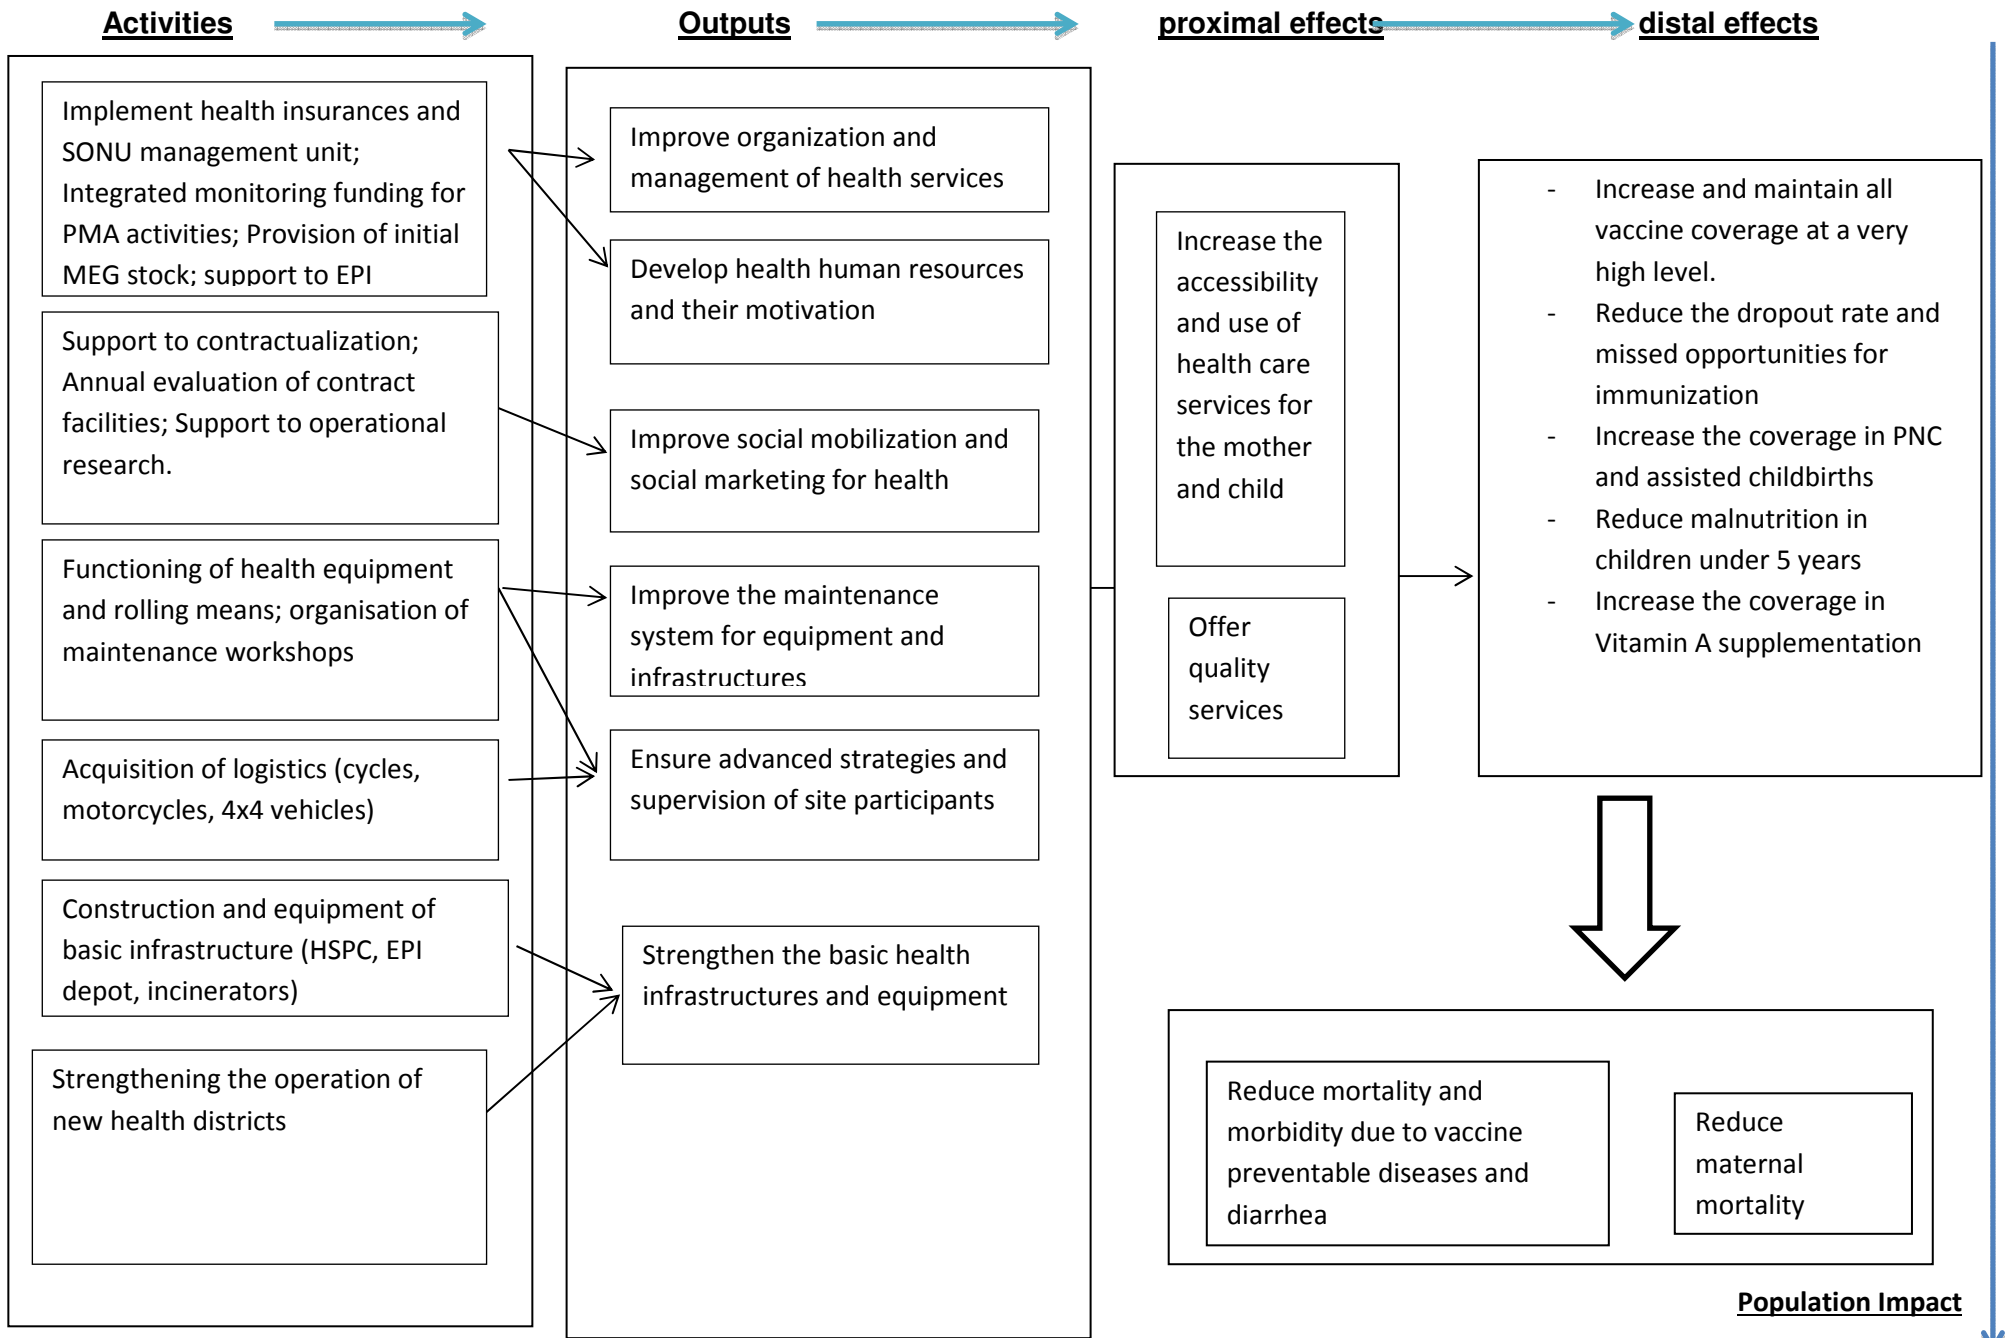 Activities
Outputs
proximal effects
distal effects
Implement health insurances and
SONU management unit;
Integrated monitoring funding for
PMA activities; Provision of initial
MEG stock; support to EPI
Support to contractualization;
Annual evaluation of contract
facilities; Support to operational
research.
Functioning of health equipment
and rolling means; organisation of
maintenance workshops
Acquisition of logistics (cycles,
motorcycles, 4x4 vehicles)
Construction and equipment of
basic infrastructure (HSPC, EPI
depot, incinerators)
Strengthening the operation of
new health districts
Improve organization and
management of health services
Develop health human resources
and their motivation
Improve social mobilization and
social marketing for health
Improve the maintenance
system for equipment and
infrastructures
Ensure advanced strategies and
supervision of site participants
Strengthen the basic health
infrastructures and equipment
Increase the
accessibility
and use of
health care
services for
the mother
and child
Offer
quality
services
- Increase and maintain all
vaccine coverage at a very
high level.
- Reduce the dropout rate and
missed opportunities for
immunization
- Increase the coverage in PNC
and assisted childbirths
- Reduce malnutrition in
children under 5 years
- Increase the coverage in
Vitamin A supplementation
Reduce mortality and
morbidity due to vaccine
preventable diseases and
diarrhea
Reduce
maternal
mortality
Population Impact